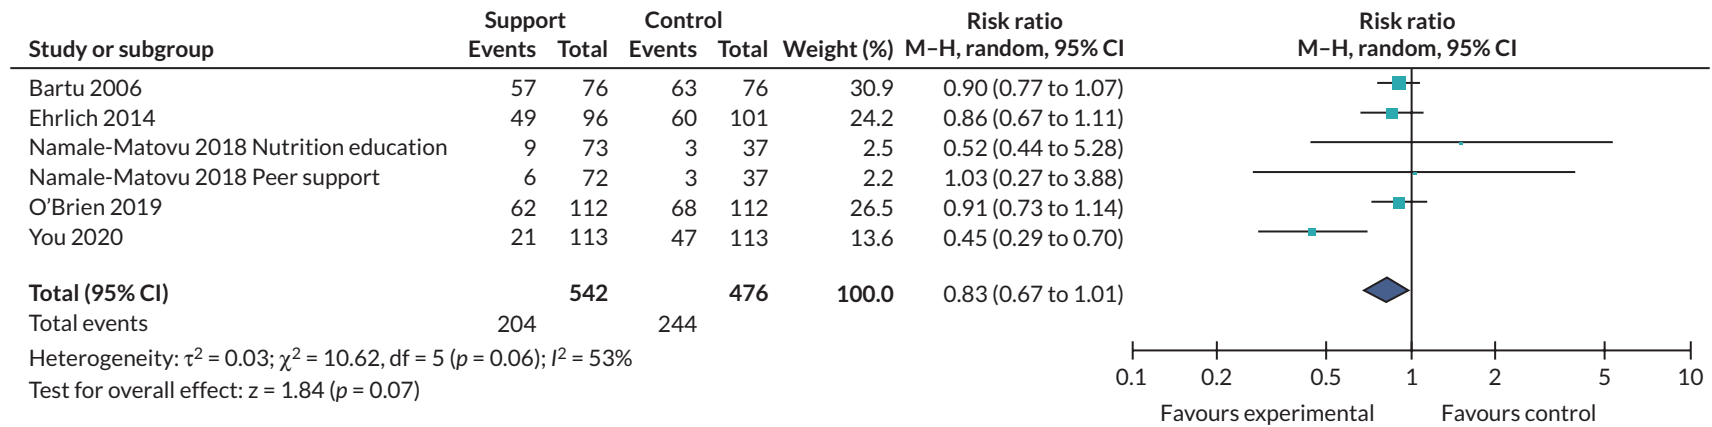 Support Control Risk ratio Risk ratio
Study or subgroup Events Total Events Total Weight (%) M–H, random, 95% CI M–H, random, 95% CI
Bartu 2006 57 76 63 76 30.9 0.90 (0.77 to 1.07)
Ehrlich 2014 49 96 60 101 24.2 0.86 (0.67 to 1.11)
Namale-Matovu 2018 Nutrition education 9 73 3 37 2.5 0.52 (0.44 to 5.28)
Namale-Matovu 2018 Peer support 6 72 3 37 2.2 1.03 (0.27 to 3.88)
O’Brien 2019 62 112 68 112 26.5 0.91 (0.73 to 1.14)
You 2020 21 113 47 113 13.6 0.45 (0.29 to 0.70)
Total (95% CI) 542 476 100.0 0.83 (0.67 to 1.01)
Total events 204 244
Heterogeneity: τ² = 0.03; χ² = 10.62, df = 5 (p = 0.06); I² = 53%
Test for overall effect: z = 1.84 (p = 0.07)
0.1 0.2 0.5 1 2 5 10
Favours experimental Favours control